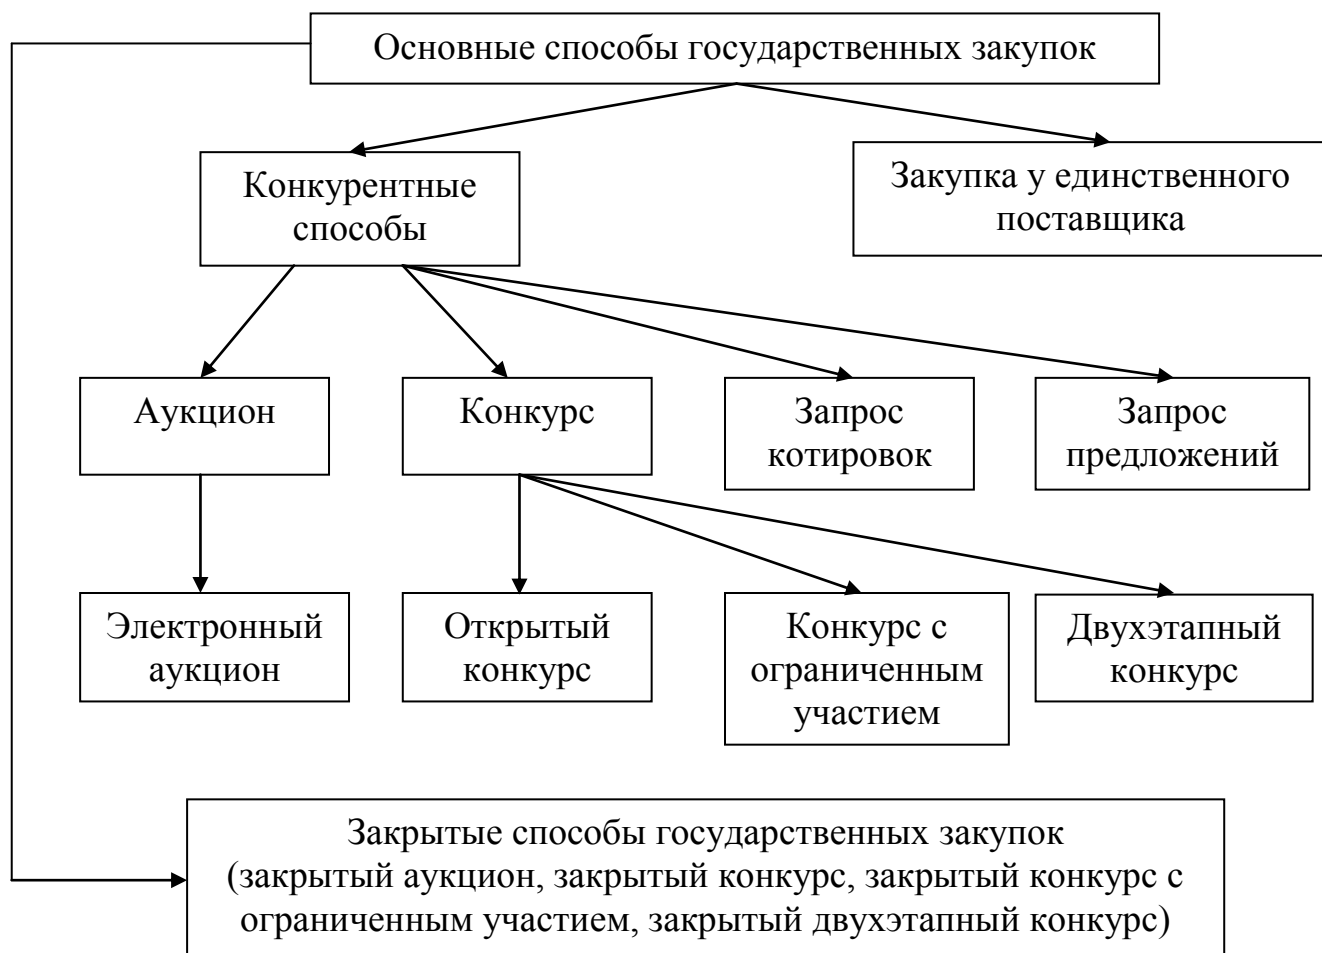 Основные способы государственных закупок
Конкурентные
способы
Закупка у единственного
поставщика
Аукцион
Конкурс
Запрос
котировок
Запрос
предложений
Электронный
аукцион
Открытый
конкурс
Конкурс с
ограниченным
участием
Двухэтапный
конкурс
Закрытые способы государственных закупок
(закрытый аукцион, закрытый конкурс, закрытый конкурс с
ограниченным участием, закрытый двухэтапный конкурс)